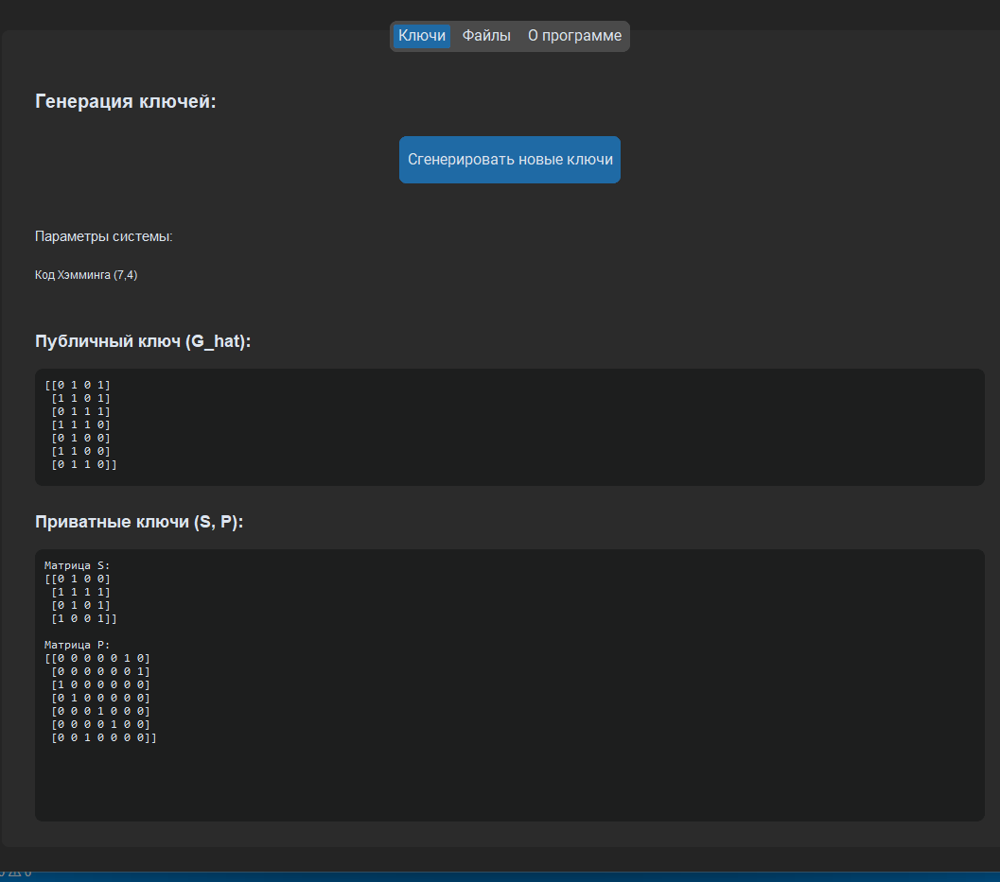 Ключи Файлы О программе
Генерация ключей:
Сгенерировать новые ключи
Параметры системы:
Код Хэмминга (7,4)
Публичный ключ (G_hat):
[[0 1 0 1]
[1 1 0 1]
[0 1 1 1]
[1 1 1 0]
[0 1 0 0]
[1 1 0 0]
[0 1 1 0]]
Приватные ключи (S, P):
Матрица S:
[[0 1 0 0]
[1 1 1 1]
[0 1 0 1]
[1 0 0 1]]
Матрица P:
[[0 0 0 0 0 1 0]
[0 0 0 0 0 0 1]
[1 0 0 0 0 0 0]
[0 1 0 0 0 0 0]
[0 0 0 1 0 0 0]
[0 0 0 0 1 0 0]
[0 0 1 0 0 0 0]]